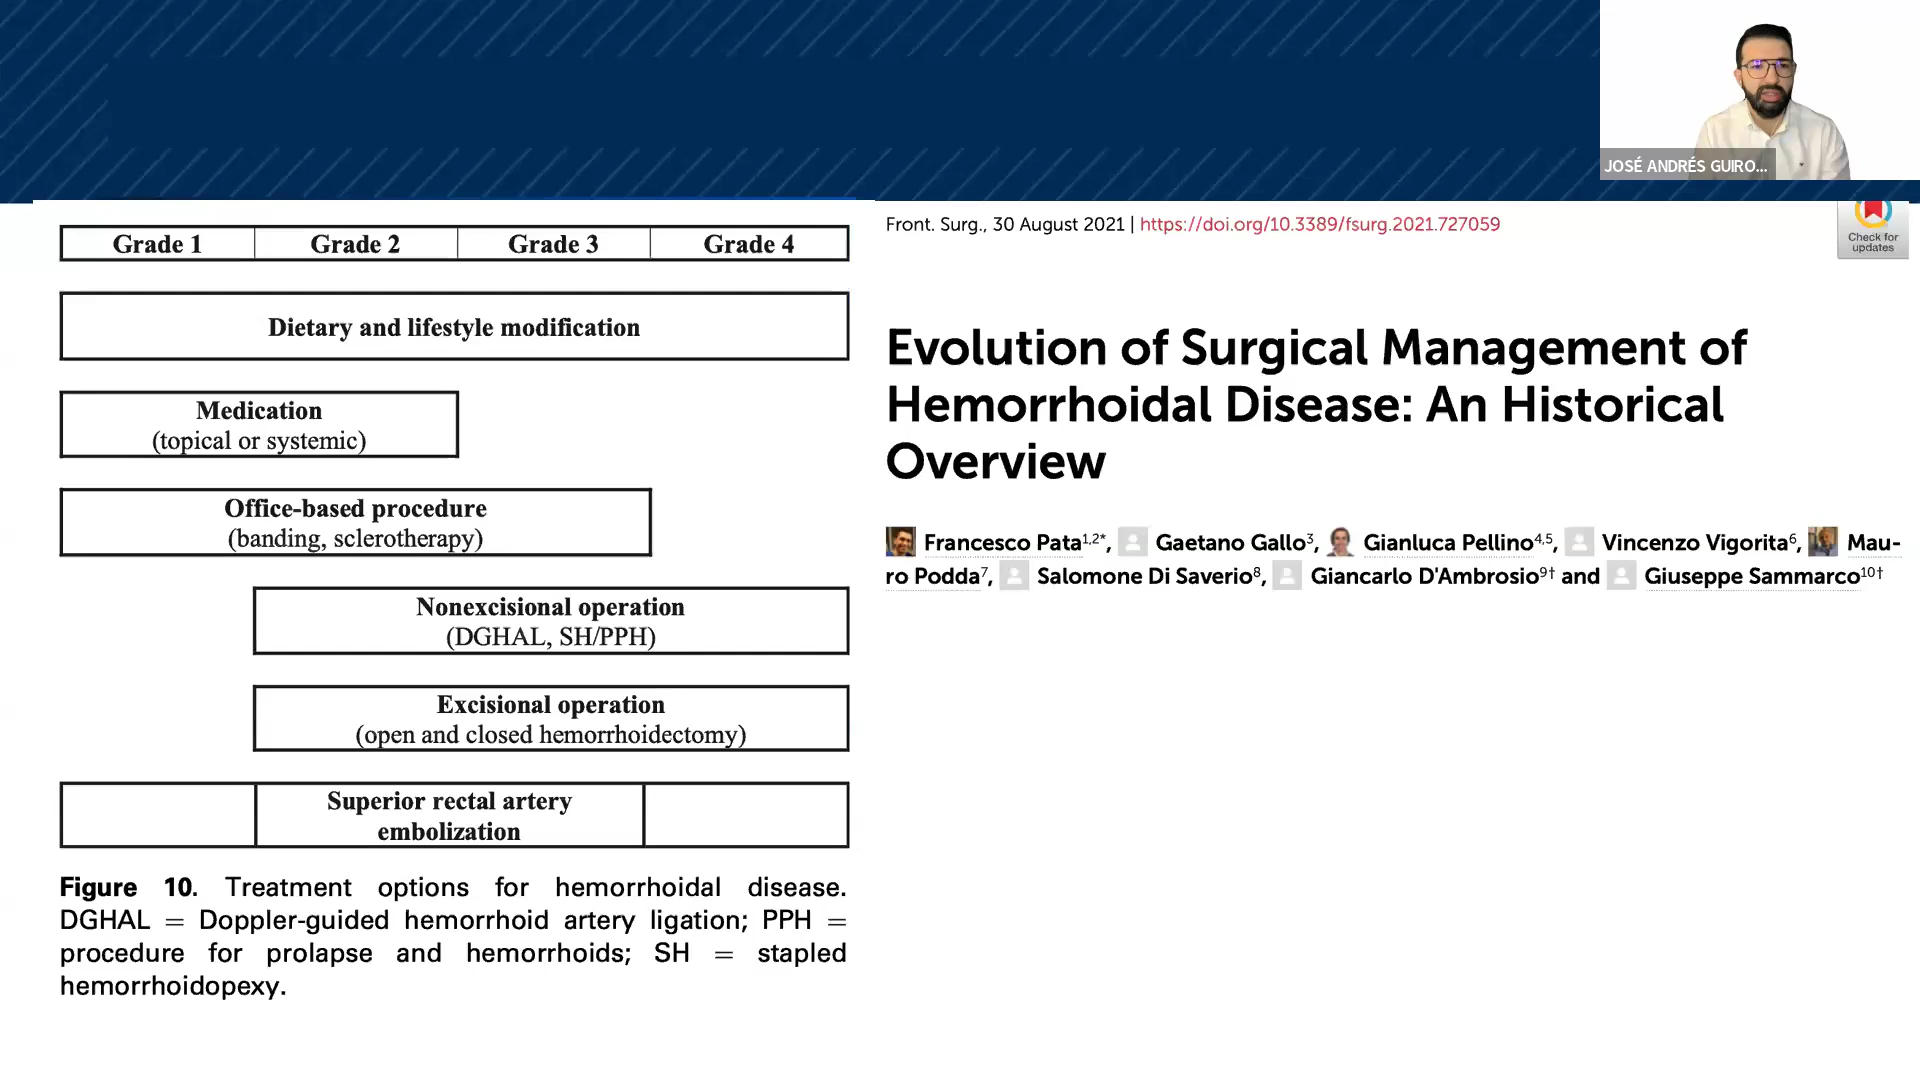 JOSÉ ANDRÉS GUIRO...
Grade 1 Grade 2 Grade 3 Grade 4
Dietary and lifestyle modification
Medication
(topical or systemic)
Office-based procedure
(banding, sclerotherapy)
Nonexcisional operation
(DGHAL, SH/PPH)
Excisional operation
(open and closed hemorrhoidectomy)
Superior rectal artery
embolization
Figure 10. Treatment options for hemorrhoidal disease.
DGHAL = Doppler-guided hemorrhoid artery ligation; PPH =
procedure for prolapse and hemorrhoids; SH = stapled
hemorrhoidopexy.
Front. Surg., 30 August 2021 | https://doi.org/10.3389/fsurg.2021.727059
Check for
updates
Evolution of Surgical Management of
Hemorrhoidal Disease: An Historical
Overview
Francesco Pata1,2*, Gaetano Gallo3, Gianluca Pellino4,5, Vincenzo Vigorita6, Mau-
ro Podda7, Salomone Di Saverio8, Giancarlo D'Ambrosio9† and Giuseppe Sammarco10†